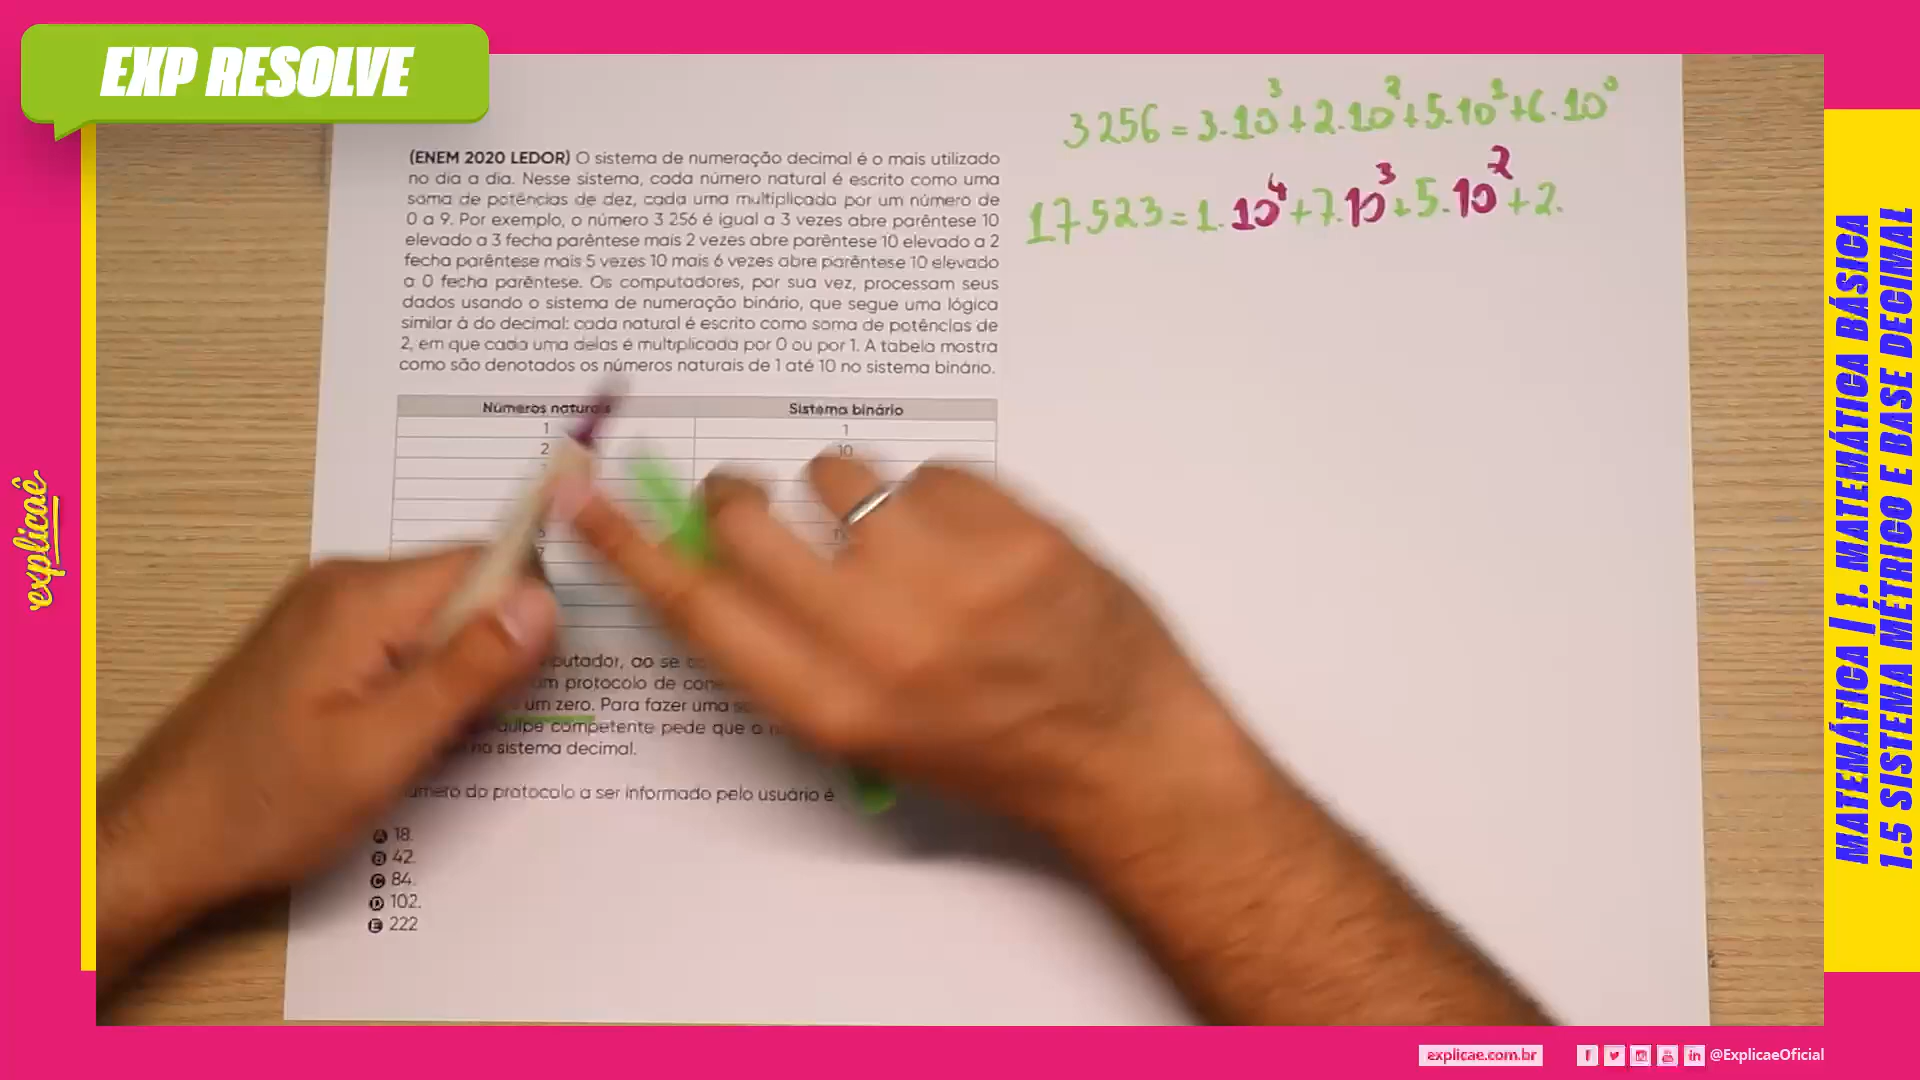 EXP RESOLVE
(ENEM 2020 LEDOR) O sistema de numeração decimal é o mais utilizado
no dia a dia. Nesse sistema, cada número natural é escrito como uma
soma de potências de dez, cada uma multiplicada por um número de
0 a 9. Por exemplo, o número 3 256 é igual a 3 vezes abre parêntese 10
elevado a 3 fecha parêntese mais 2 vezes abre parêntese 10 elevado a 2
fecha parêntese mais 5 vezes 10 mais 6 vezes abre parêntese 10 elevado
a 0 fecha parêntese. Os computadores, por sua vez, processam seus
dados usando o sistema de numeração binário, que segue uma lógica
similar à do decimal: cada natural é escrito como soma de potências de
2, em que cada uma delas é multiplicada por 0 ou por 1. A tabela mostra
como são denotados os números naturais de 1 até 10 no sistema binário.
Números naturais Sistema binário
1 1
2 10
7
putador, ao se
protocolo de
um zero. Para fazer uma
competente pede que o
no sistema decimal.
do protocolo a ser informado pelo usuário é
A 18.
B 42.
C 84.
D 102.
E 222
3256 = 3.10³ + 2.10² + 5.10¹ + 6.10⁰
17523 = 1.10⁴ + 7.10³ + 5.10² + 2.
explicaê
MATEMÁTICA | 1. MATEMÁTICA BÁSICA
1.5 SISTEMA MÉTRICO E BASE DECIMAL
explicae.com.br
@ExplicaeOficial